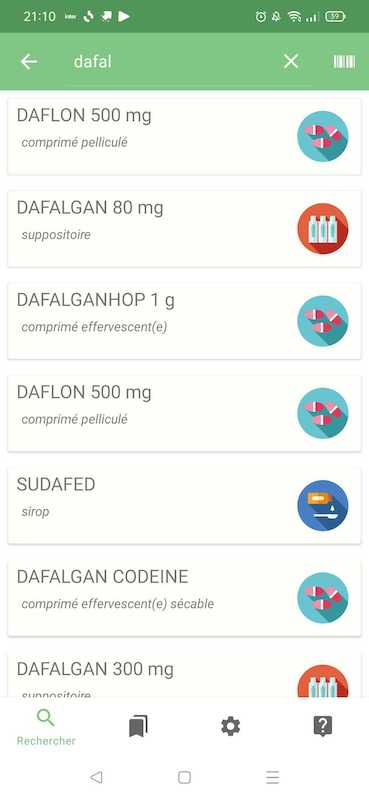 21:10
39
dafal
DAFLON 500 mg
comprimé pelliculé
DAFALGAN 80 mg
suppositoire
DAFALGANHOP 1 g
comprimé effervescent(e)
DAFLON 500 mg
comprimé pelliculé
SUDAFED
sirop
DAFALGAN CODEINE
comprimé effervescent(e) sécable
DAFALGAN 300 mg
suppositoire
Rechercher